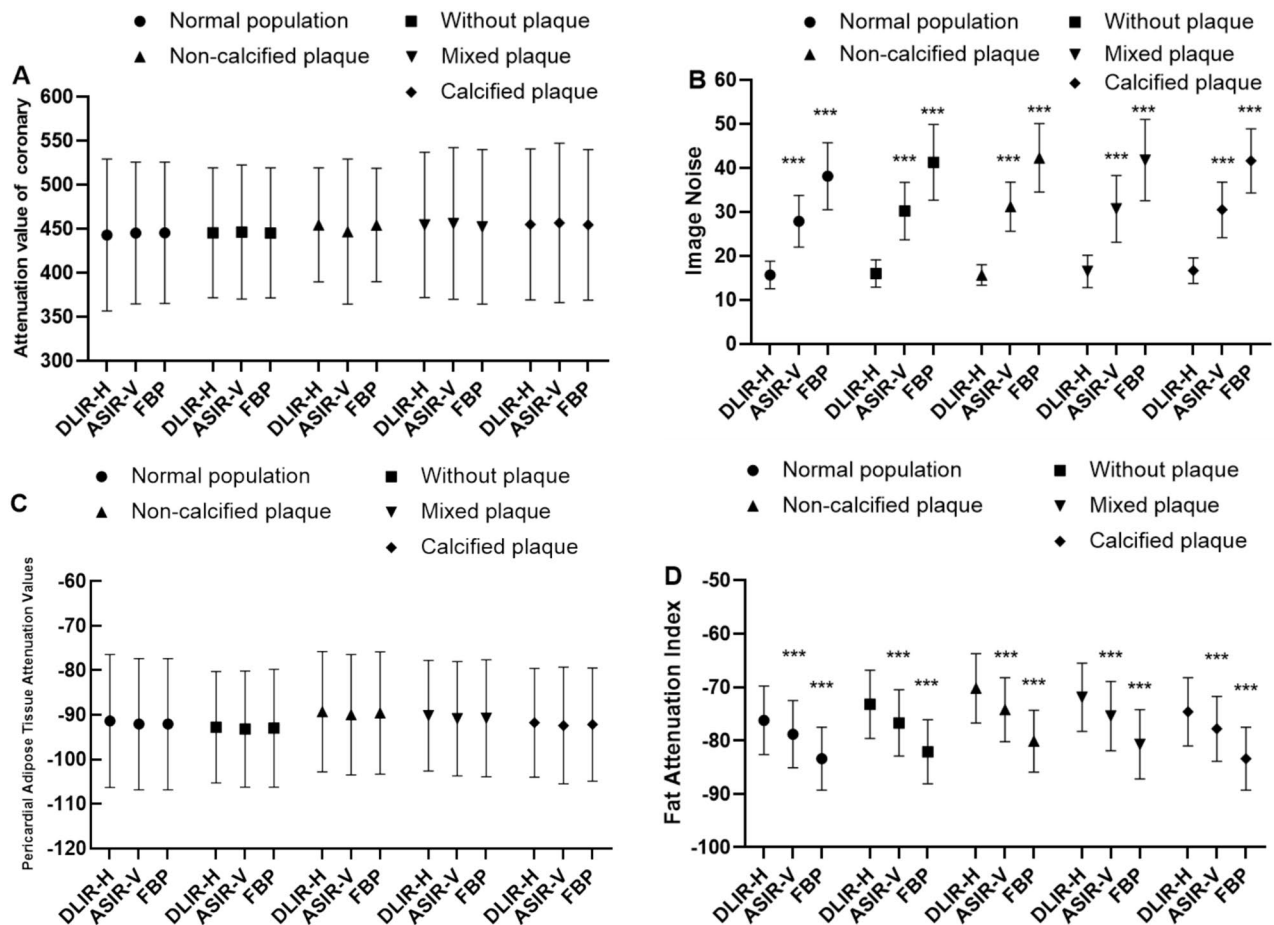 Normal population
Without plaque
Non-calcified plaque
Mixed plaque
Calcified plaque
A
Attenuation value of coronary
600
550
500
450
400
350
300
DLIR-H ASIR-V FBP DLIR-H ASIR-V FBP DLIR-H ASIR-V FBP DLIR-H ASIR-V FBP DLIR-H ASIR-V FBP
Normal population
Without plaque
Non-calcified plaque
Mixed plaque
Calcified plaque
B
Image Noise
60
50
40
30
20
10
0
*** *** *** *** ***
*** *** *** *** ***
DLIR-H ASIR-V FBP DLIR-H ASIR-V FBP DLIR-H ASIR-V FBP DLIR-H ASIR-V FBP DLIR-H ASIR-V FBP
Normal population
Without plaque
Non-calcified plaque
Mixed plaque
Calcified plaque
C
Pericardial Adipose Tissue Attenuation Values
-60
-70
-80
-90
-100
-110
-120
DLIR-H ASIR-V FBP DLIR-H ASIR-V FBP DLIR-H ASIR-V FBP DLIR-H ASIR-V FBP DLIR-H ASIR-V FBP
Normal population
Without plaque
Non-calcified plaque
Mixed plaque
Calcified plaque
D
Fat Attenuation Index
-50
-60
-70
-80
-90
-100
*** *** *** *** ***
*** *** *** *** ***
DLIR-H ASIR-V FBP DLIR-H ASIR-V FBP DLIR-H ASIR-V FBP DLIR-H ASIR-V FBP DLIR-H ASIR-V FBP